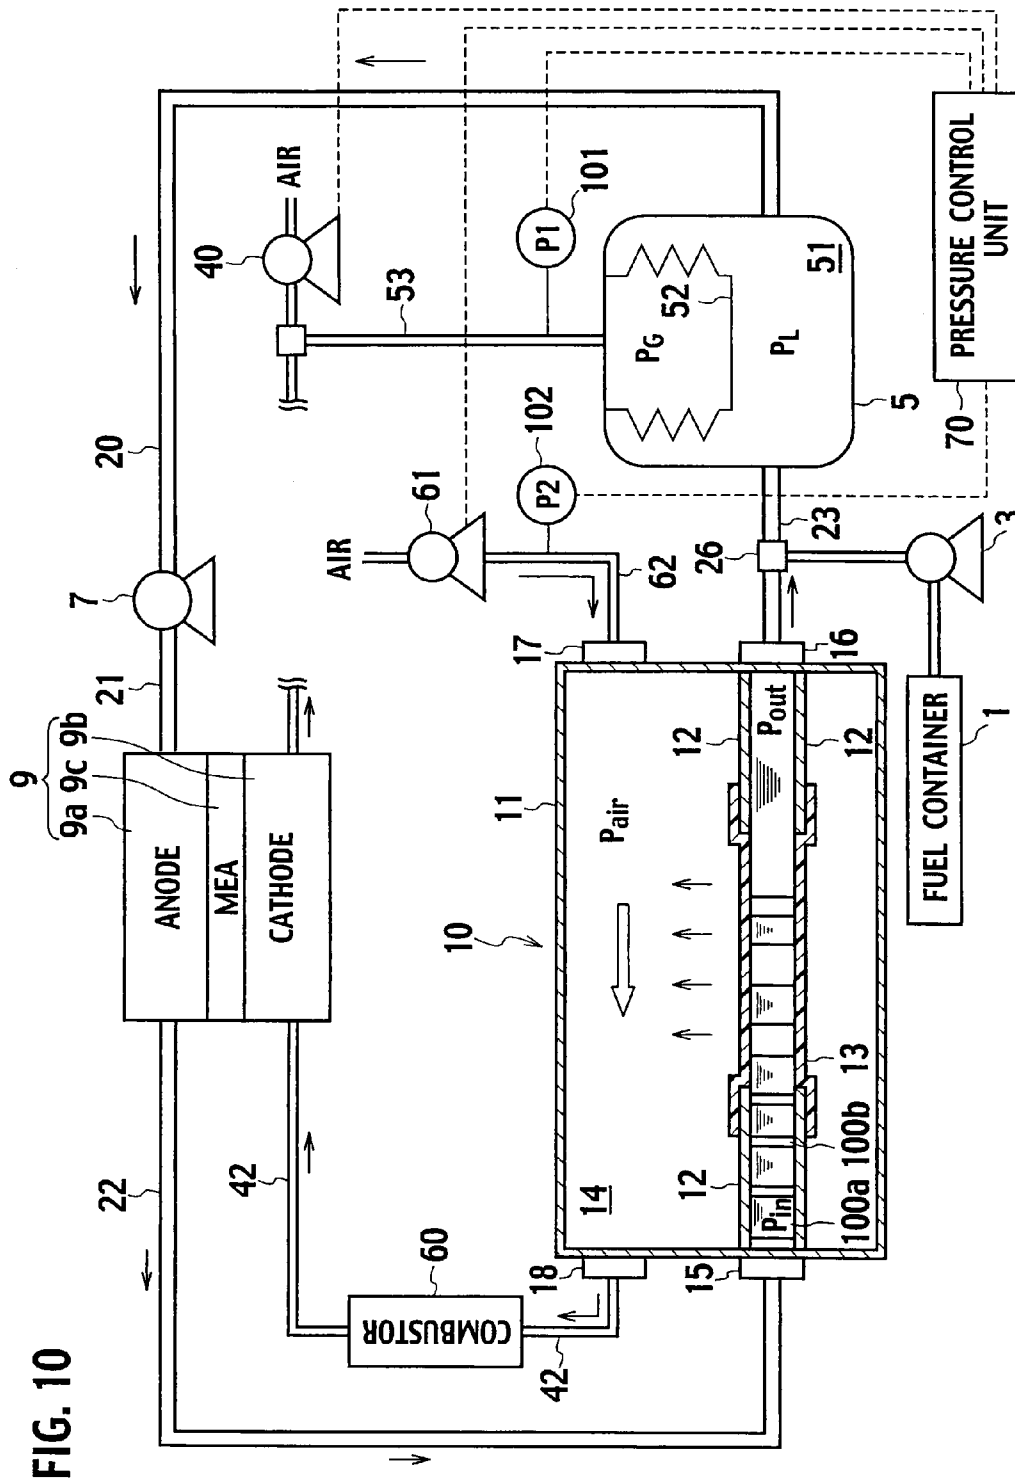 FIG. 10
9
9a 9c 9b
21
7
20
22
ANODE
MEA
CATHODE
42
AIR
40
53
P1
101
102
P2
61
AIR
62
PG
52
51
PL
5
70
PRESSURE CONTROL
UNIT
60
COMBUSTOR
42
18
10
11
17
14
Pair
12
12
Pout
12
16
26
23
15
Pin
100a
100b
13
FUEL CONTAINER
1
3